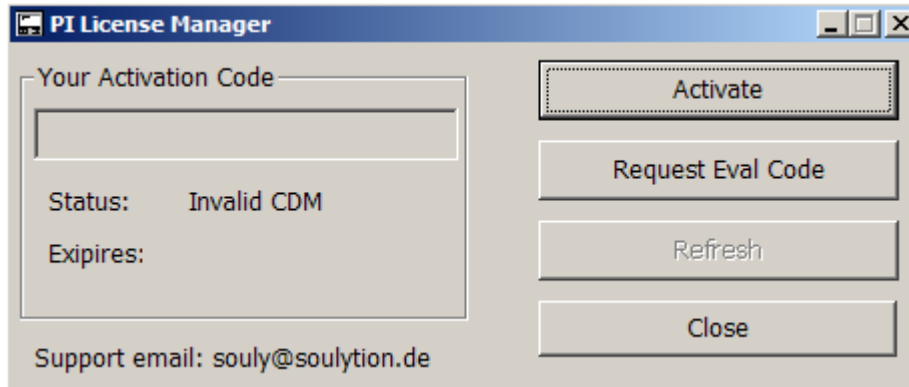 PI License Manager
Your Activation Code
Status: Invalid CDM
Exipires:
Support email: souly@soulytion.de
Activate
Request Eval Code
Refresh
Close